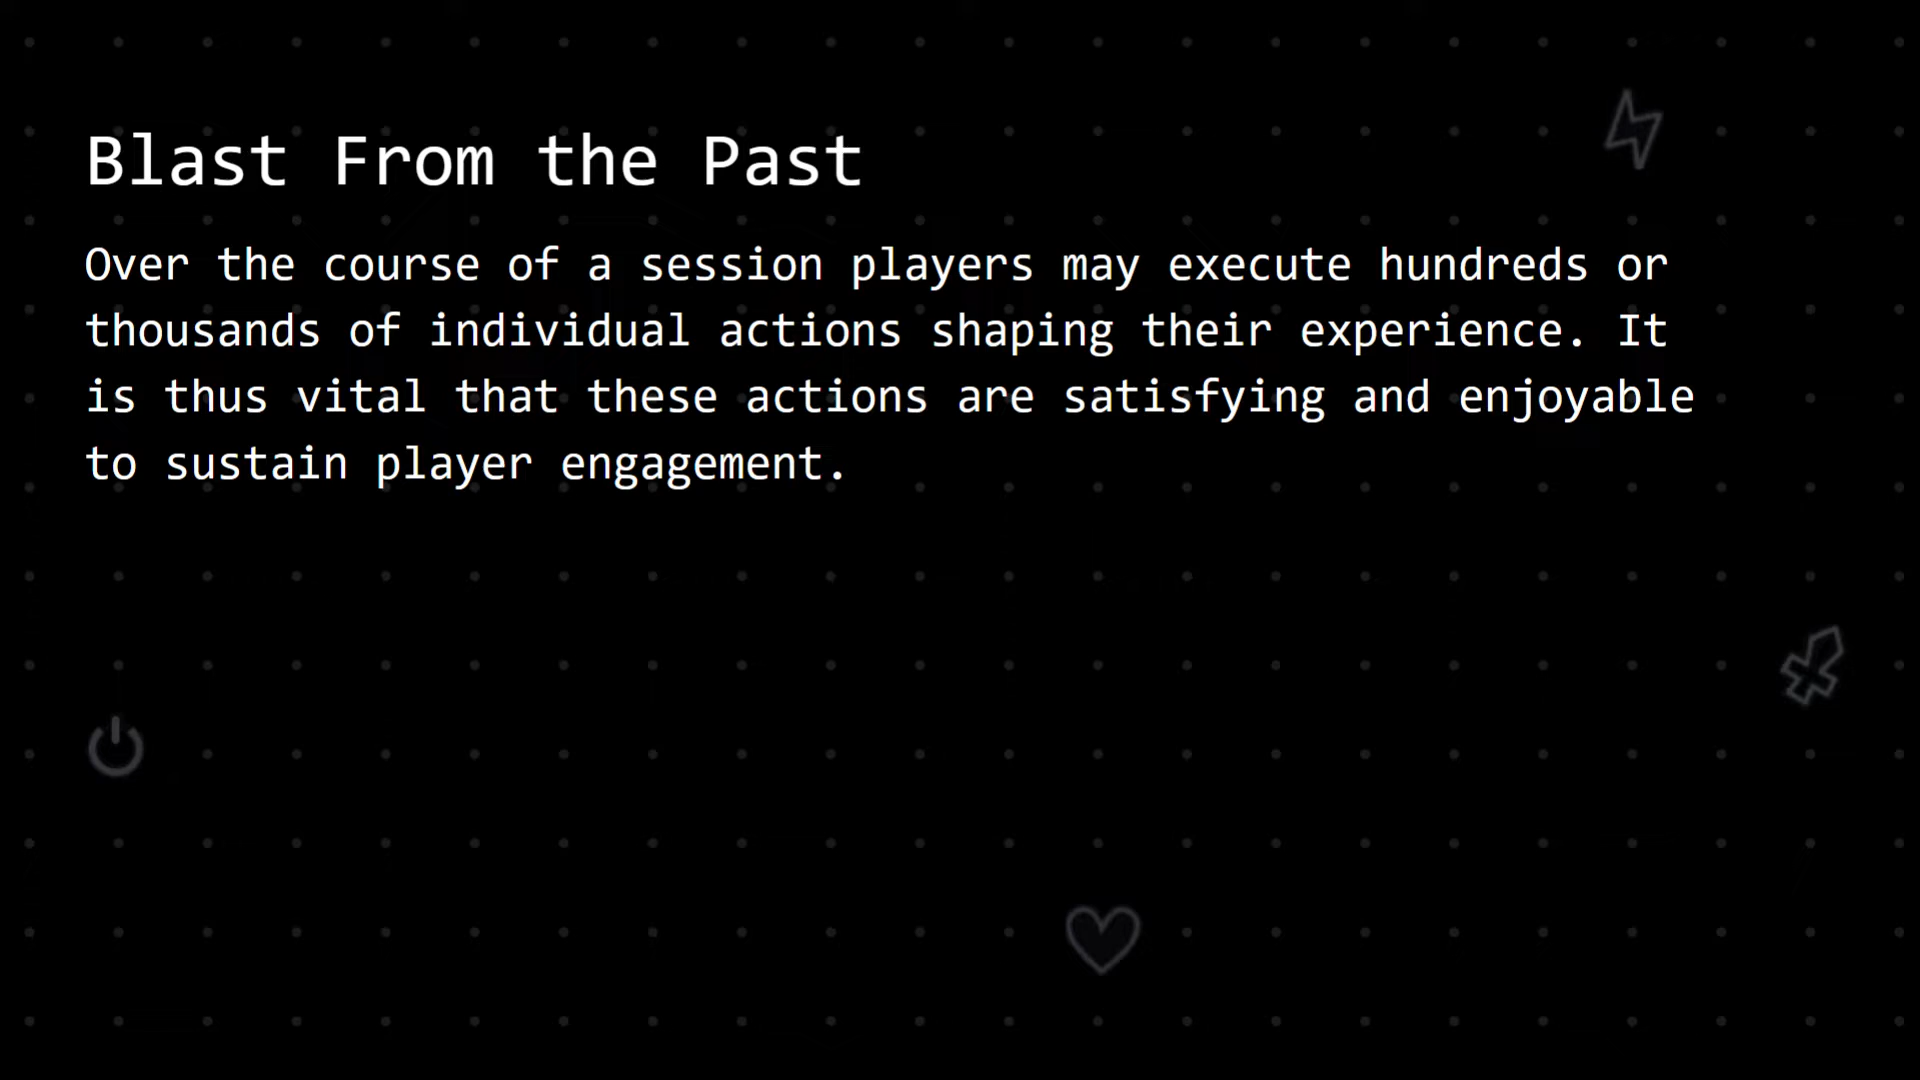 Blast From the Past
Over the course of a session players may execute hundreds or
thousands of individual actions shaping their experience. It
is thus vital that these actions are satisfying and enjoyable
to sustain player engagement.